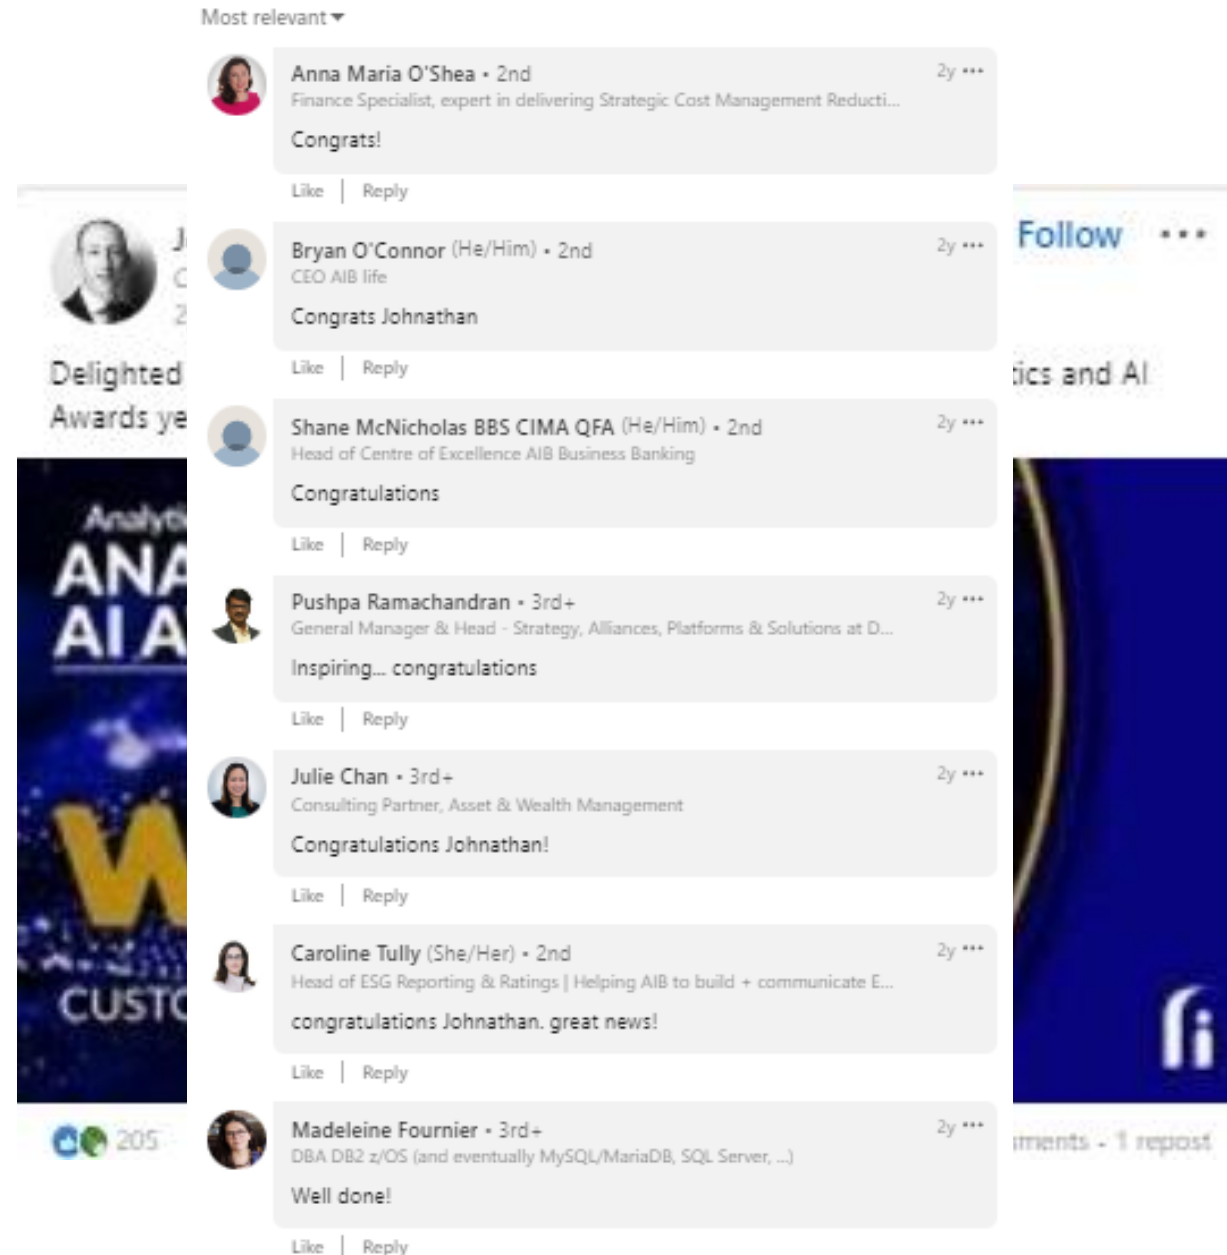 Most relevant
Anna Maria O'Shea • 2nd
2y
Finance Specialist, expert in delivering Strategic Cost Management Reducti...
Congrats!
Like | Reply
Follow
Bryan O'Connor (He/Him) • 2nd
2y
CEO AIB life
Congrats Johnathan
Like | Reply
Delighted
tics and AI
Awards ye
Shane McNicholas BBS CIMA QFA (He/Him) • 2nd
2y
Head of Centre of Excellence AIB Business Banking
Congratulations
Like | Reply
Analytic
ANA
AI A
Pushpa Ramachandran • 3rd+
2y
General Manager & Head - Strategy, Alliances, Platforms & Solutions at D...
Inspiring... congratulations
Like | Reply
Julie Chan • 3rd+
2y
Consulting Partner, Asset & Wealth Management
Congratulations Johnathan!
Like | Reply
W
Caroline Tully (She/Her) • 2nd
2y
Head of ESG Reporting & Ratings | Helping AIB to build + communicate E...
congratulations Johnathan. great news!
Like | Reply
CUSTO
205
Madeleine Fournier • 3rd+
2y
DBA DB2 z/OS (and eventually MySQL/MariaDB, SQL Server, ...)
Well done!
Like | Reply
ments • 1 repost